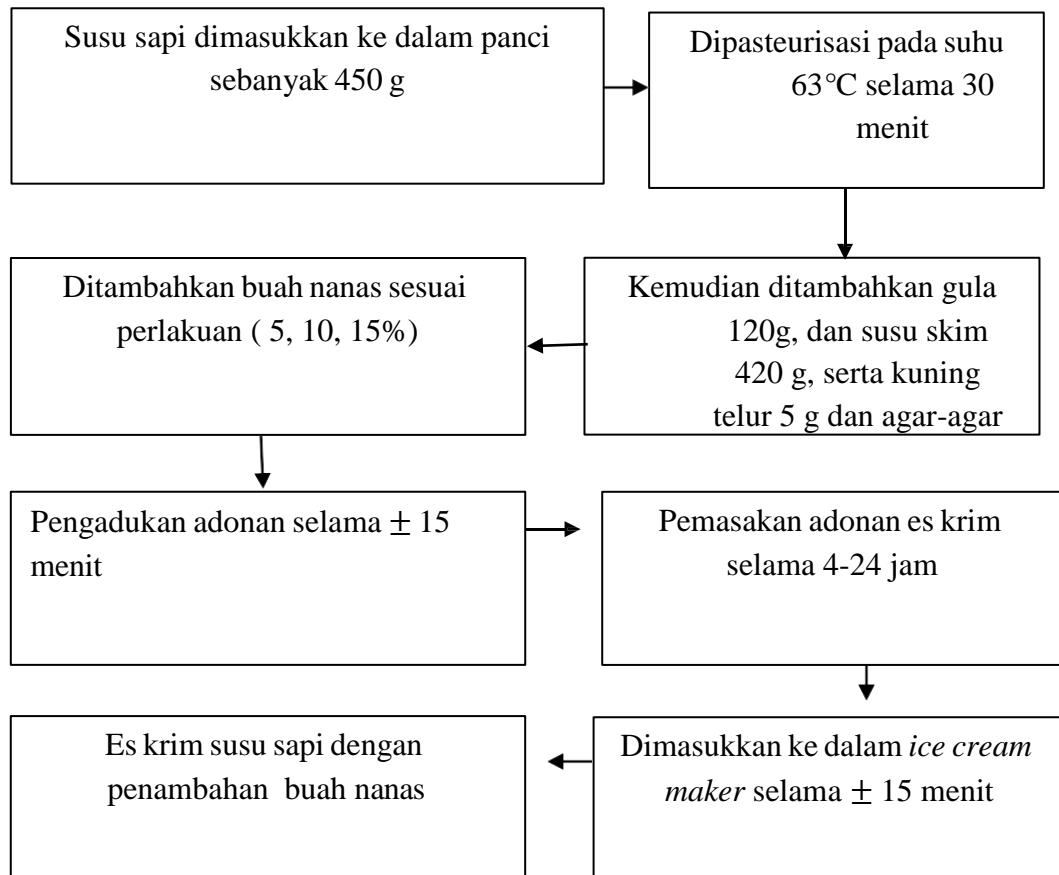 Susu sapi dimasukkan ke dalam panci
sebanyak 450 g
Dipasteurisasi pada suhu
63°C selama 30
menit
Kemudian ditambahkan gula
120g, dan susu skim
420 g, serta kuning
telur 5 g dan agar-agar
Ditambahkan buah nanas sesuai
perlakuan ( 5, 10, 15%)
Pengadukan adonan selama ± 15
menit
Pemasakan adonan es krim
selama 4-24 jam
Dimasukkan ke dalam ice cream
maker selama ± 15 menit
Es krim susu sapi dengan
penambahan buah nanas